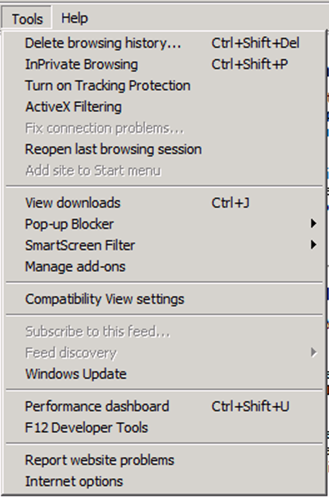 Tools Help
Delete browsing history... Ctrl+Shift+Del
InPrivate Browsing Ctrl+Shift+P
Turn on Tracking Protection
ActiveX Filtering
Fix connection problems...
Reopen last browsing session
Add site to Start menu
View downloads Ctrl+J
Pop-up Blocker
SmartScreen Filter
Manage add-ons
Compatibility View settings
Subscribe to this feed...
Feed discovery
Windows Update
Performance dashboard Ctrl+Shift+U
F12 Developer Tools
Report website problems
Internet options